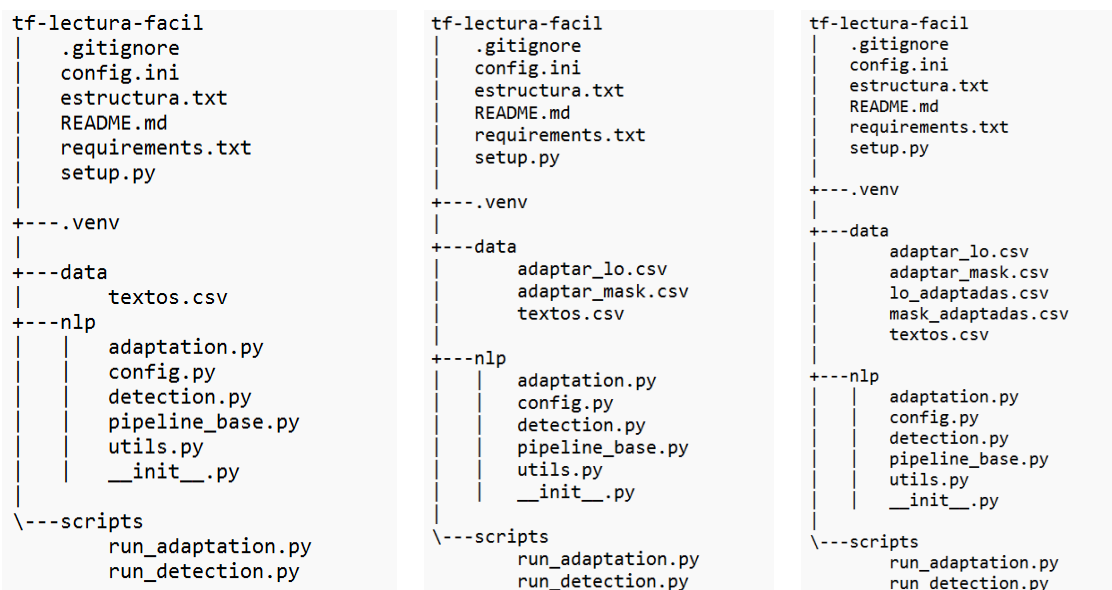 tf-lectura-facil
|   .gitignore
|   config.ini
|   estructura.txt
|   README.md
|   requirements.txt
|   setup.py
|
+---.venv
|
+---data
|       textos.csv
+---nlp
|   |   adaptation.py
|   |   config.py
|   |   detection.py
|   |   pipeline_base.py
|   |   utils.py
|   |   __init__.py
|
\---scripts
        run_adaptation.py
        run_detection.py
tf-lectura-facil
|   .gitignore
|   config.ini
|   estructura.txt
|   README.md
|   requirements.txt
|   setup.py
|
+---.venv
|
+---data
|       adaptar_lo.csv
|       adaptar_mask.csv
|       textos.csv
|
+---nlp
|   |   adaptation.py
|   |   config.py
|   |   detection.py
|   |   pipeline_base.py
|   |   utils.py
|   |   __init__.py
|
\---scripts
        run_adaptation.py
        run_detection.py
tf-lectura-facil
|   .gitignore
|   config.ini
|   estructura.txt
|   README.md
|   requirements.txt
|   setup.py
|
+---.venv
|
+---data
|       adaptar_lo.csv
|       adaptar_mask.csv
|       lo_adaptadas.csv
|       mask_adaptadas.csv
|       textos.csv
|
+---nlp
|   |   adaptation.py
|   |   config.py
|   |   detection.py
|   |   pipeline_base.py
|   |   utils.py
|   |   __init__.py
|
\---scripts
        run_adaptation.py
        run_detection.py